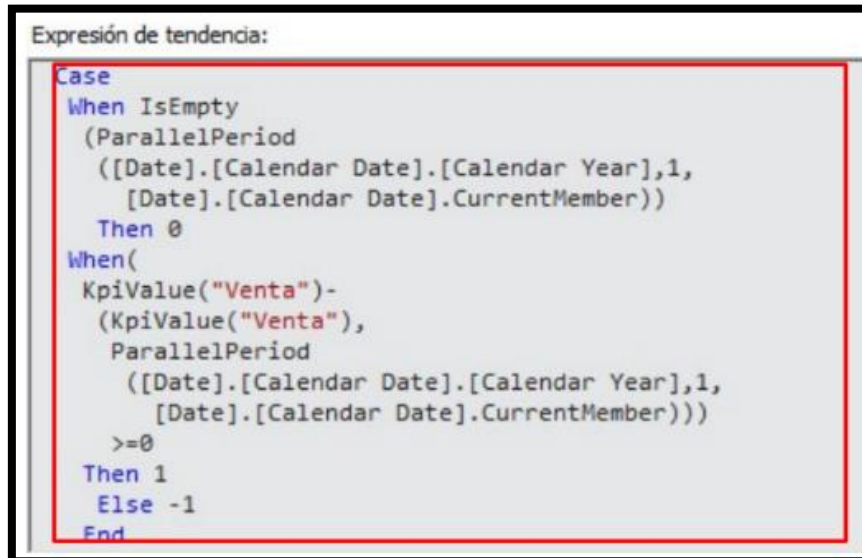 Expresión de tendencia:
Case
When IsEmpty
(ParallelPeriod
([Date].[Calendar Date].[Calendar Year],1,
[Date].[Calendar Date].CurrentMember))
Then 0
When(
KpiValue("Venta")-
(KpiValue("Venta"),
ParallelPeriod
([Date].[Calendar Date].[Calendar Year],1,
[Date].[Calendar Date].CurrentMember)))
>=0
Then 1
Else -1
End